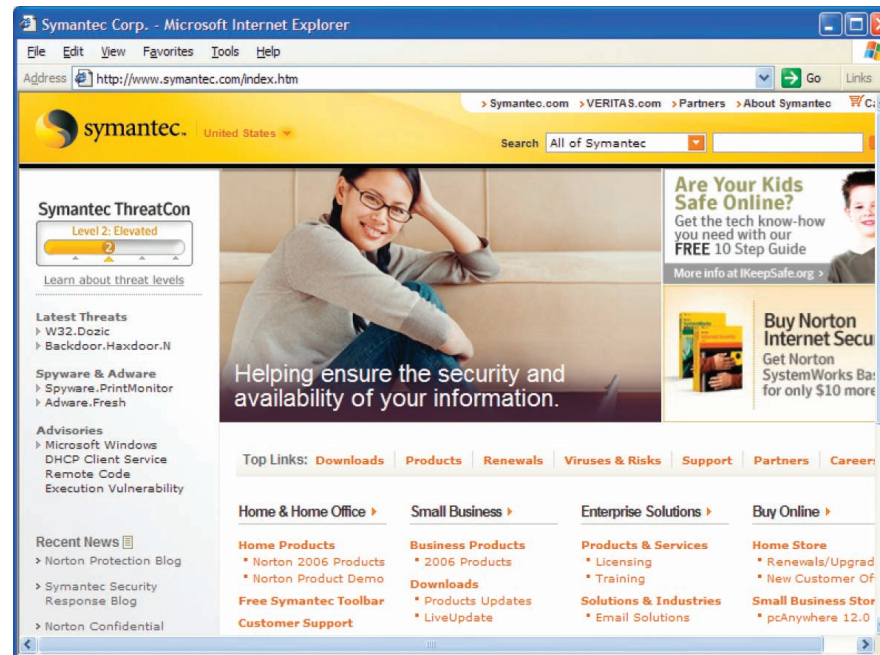 Symantec Corp. - Microsoft Internet Explorer
File Edit View Favorites Tools Help
Address http://www.symantec.com/index.htm Go Links
> Symantec.com > VERITAS.com > Partners > About Symantec
symantec. United States
Search All of Symantec
Symantec ThreatCon
Level 2: Elevated
2
Learn about threat levels
Latest Threats
W32.Dozic
Backdoor.Haxdoor.N
Spyware & Adware
Spyware.PrintMonitor
Adware.Fresh
Advisories
Microsoft Windows
DHCP Client Service
Remote Code
Execution Vulnerability
Recent News
> Norton Protection Blog
> Symantec Security
Response Blog
> Norton Confidential
Helping ensure the security and
availability of your information.
Are Your Kids
Safe Online?
Get the tech know-how
you need with our
FREE 10 Step Guide
More info at IKeepSafe.org >
Buy Norton
Internet Secu
Get Norton
SystemWorks Bas
for only $10 more
Top Links: Downloads | Products | Renewals | Viruses & Risks | Support | Partners | Careers
Home & Home Office
Home Products
Norton 2006 Products
Norton Product Demo
Free Symantec Toolbar
Customer Support
Small Business
Business Products
2006 Products
Downloads
Products Updates
LiveUpdate
Enterprise Solutions
Products & Services
Licensing
Training
Solutions & Industries
Email Solutions
Buy Online
Home Store
Renewals/Upgrad
New Customer Of
Small Business Stor
pcAnywhere 12.0